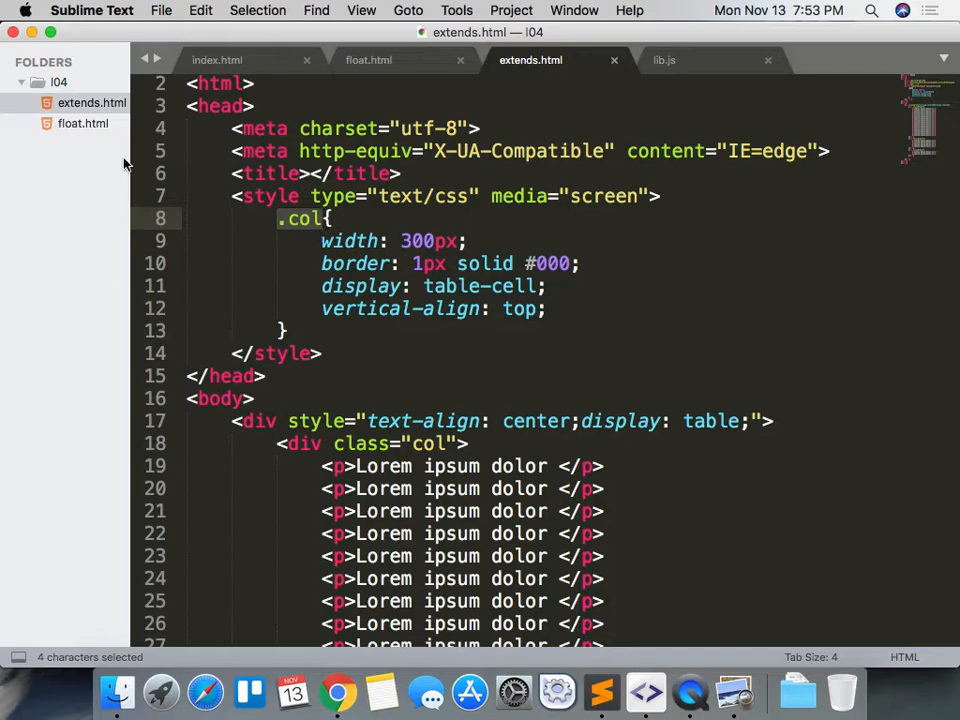 Sublime Text File Edit Selection Find View Goto Tools Project Window Help Mon Nov 13 7:53 PM
extends.html — l04
FOLDERS
l04
extends.html
float.html
index.html × float.html × extends.html × lib.js ×
2 <html>
3 <head>
4 <meta charset="utf-8">
5 <meta http-equiv="X-UA-Compatible" content="IE=edge">
6 <title></title>
7 <style type="text/css" media="screen">
8 .col{
9 width: 300px;
10 border: 1px solid #000;
11 display: table-cell;
12 vertical-align: top;
13 }
14 </style>
15 </head>
16 <body>
17 <div style="text-align: center;display: table;">
18 <div class="col">
19 <p>Lorem ipsum dolor </p>
20 <p>Lorem ipsum dolor </p>
21 <p>Lorem ipsum dolor </p>
22 <p>Lorem ipsum dolor </p>
23 <p>Lorem ipsum dolor </p>
24 <p>Lorem ipsum dolor </p>
25 <p>Lorem ipsum dolor </p>
26 <p>Lorem ipsum dolor </p>
27 <p>Lorem ipsum dolor </p>
4 characters selected Tab Size: 4 HTML
NOV
13